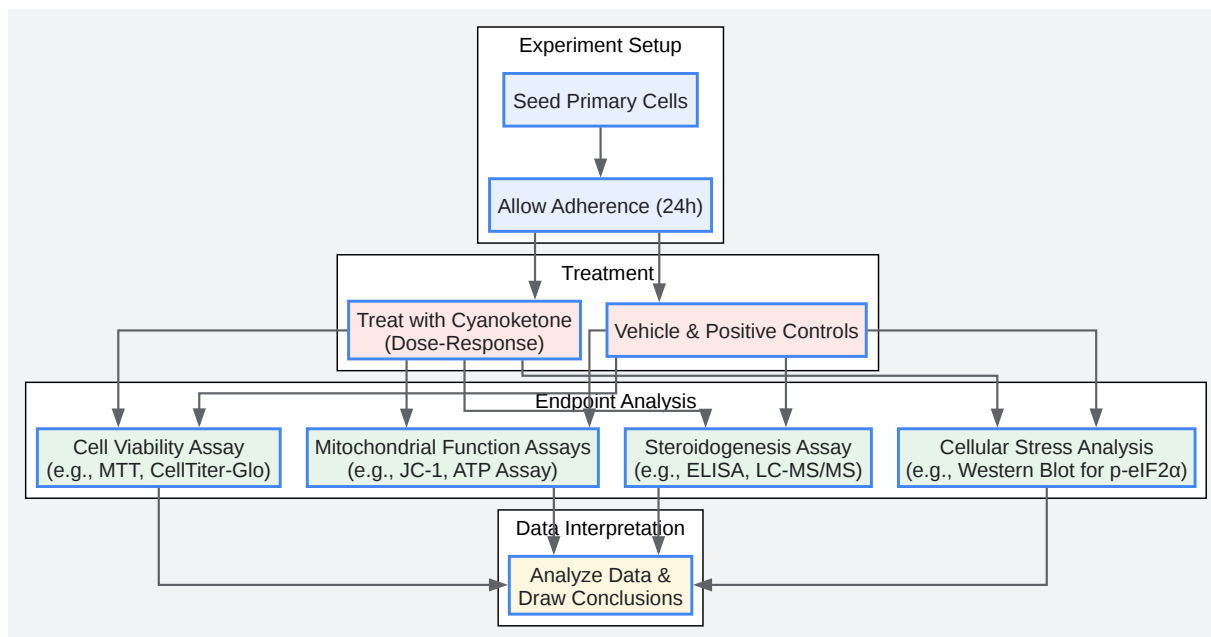 Experiment Setup
Seed Primary Cells
Allow Adherence (24h)
Treatment
Treat with Cyanoketone
(Dose-Response)
Vehicle & Positive Controls
Endpoint Analysis
Cell Viability Assay
(e.g., MTT, CellTiter-Glo)
Mitochondrial Function Assays
(e.g., JC-1, ATP Assay)
Steroidogenesis Assay
(e.g., ELISA, LC-MS/MS)
Cellular Stress Analysis
(e.g., Western Blot for p-eIF2α)
Data Interpretation
Analyze Data &
Draw Conclusions